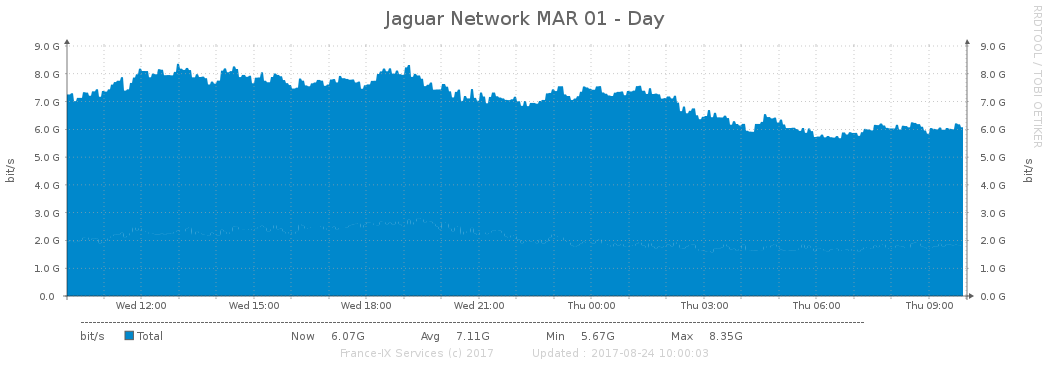 Jaguar Network MAR 01 - Day
RRDTOOL / TOBI OETIKER
9.0 G 9.0 G
8.0 G 8.0 G
7.0 G 7.0 G
6.0 G 6.0 G
5.0 G 5.0 G
4.0 G 4.0 G
3.0 G 3.0 G
2.0 G 2.0 G
1.0 G 1.0 G
0.0 0.0 G
bit/s bit/s
Wed 12:00 Wed 15:00 Wed 18:00 Wed 21:00 Thu 00:00 Thu 03:00 Thu 06:00 Thu 09:00
bit/s Total Now 6.07G Avg 7.11G Min 5.67G Max 8.35G
France-IX Services (c) 2017 Updated : 2017-08-24 10:00:03